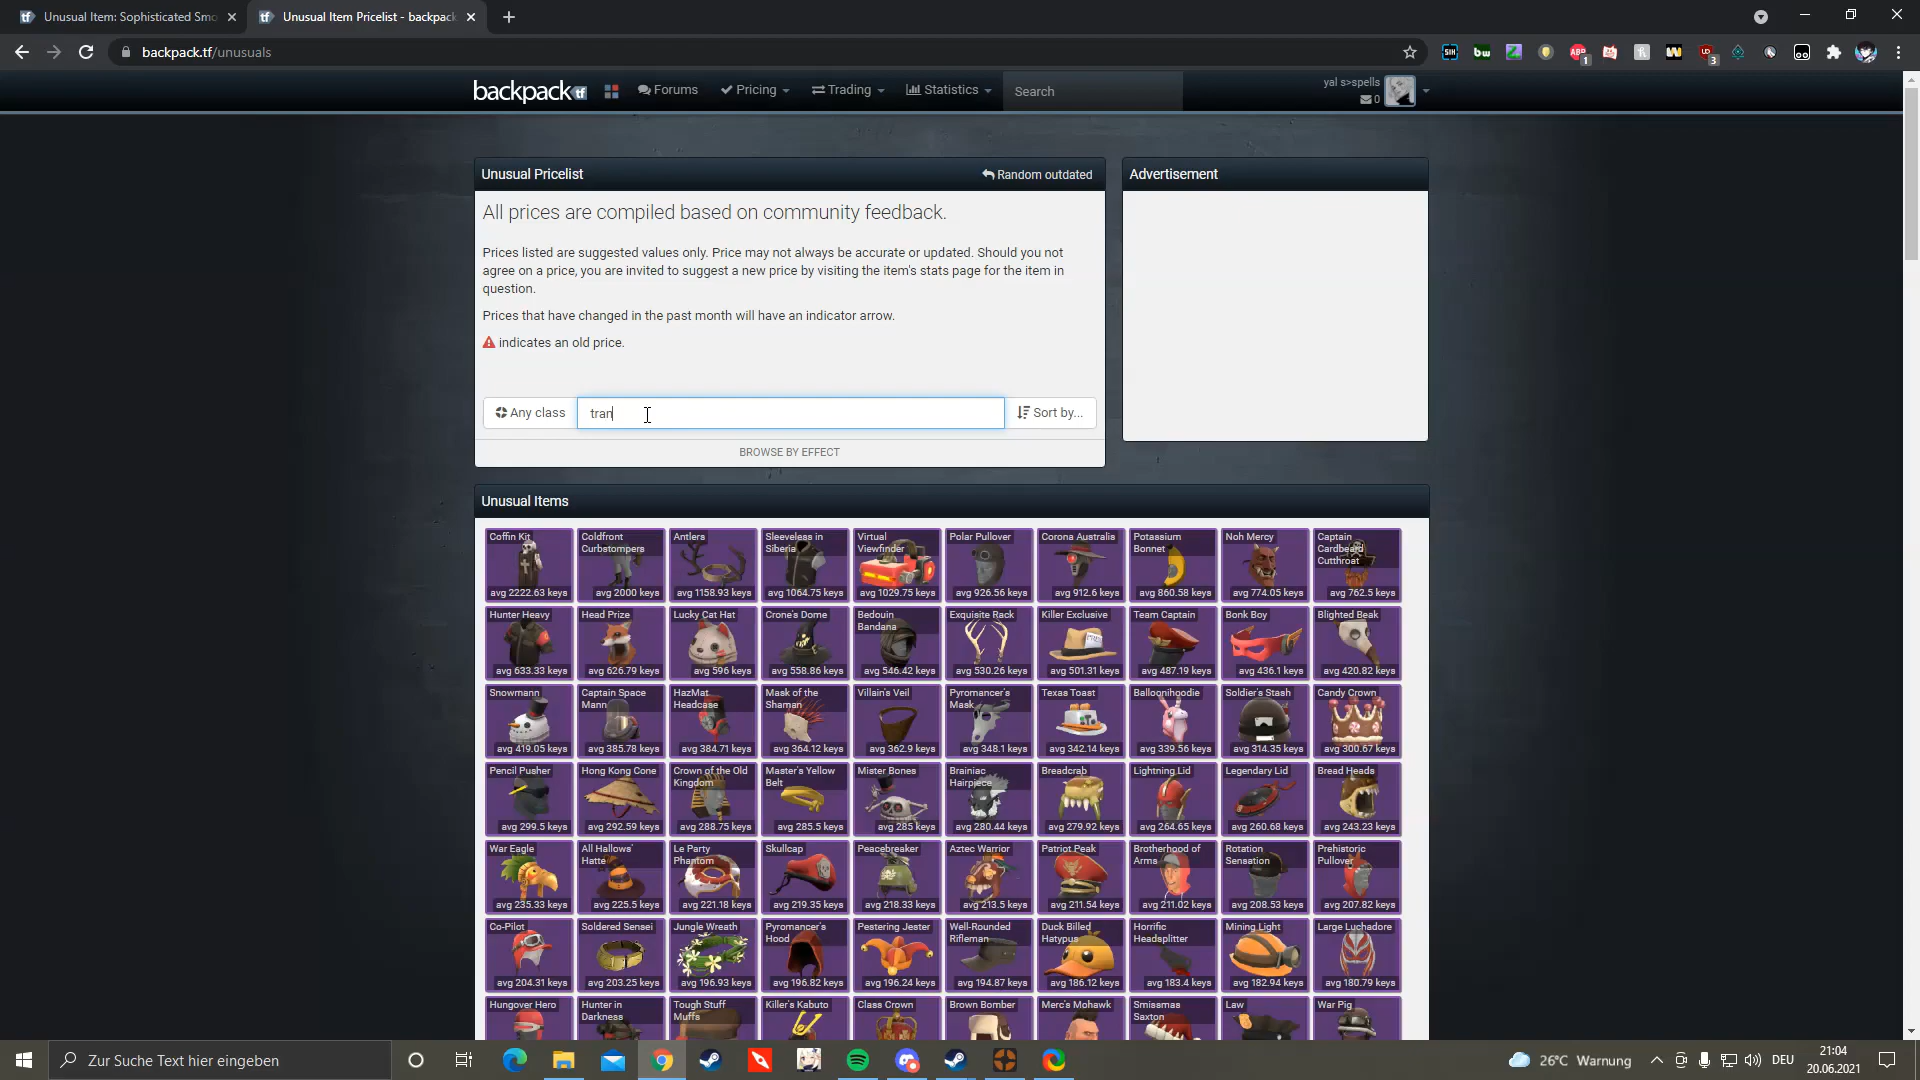 Unusual Item: Sophisticated Smo
Unusual Item Pricelist - backpack
backpack.tf/unusuals
backpack tf
Forums
Pricing
Trading
Statistics
Search
yal s>spells
0
Unusual Pricelist
Random outdated
All prices are compiled based on community feedback.
Prices listed are suggested values only. Price may not always be accurate or updated. Should you not
agree on a price, you are invited to suggest a new price by visiting the item's stats page for the item in
question.
Prices that have changed in the past month will have an indicator arrow.
indicates an old price.
Any class
tran
Sort by...
BROWSE BY EFFECT
Advertisement
Unusual Items
Coffin Kit
avg 2222.63 keys
Coldfront
Curbstompers
avg 2000 keys
Antlers
avg 1158.93 keys
Sleeveless in
Siberia
avg 1064.75 keys
Virtual
Viewfinder
avg 1029.75 keys
Polar Pullover
avg 926.56 keys
Corona Australis
avg 912.6 keys
Potassium
Bonnet
avg 860.58 keys
Noh Mercy
avg 774.05 keys
Captain
Cardbeard
Cutthroat
avg 762.5 keys
Hunter Heavy
avg 633.33 keys
Head Prize
avg 626.79 keys
Lucky Cat Hat
avg 596 keys
Crone's Dome
avg 558.86 keys
Bedouin
Bandana
avg 546.42 keys
Exquisite Rack
avg 530.26 keys
Killer Exclusive
avg 501.31 keys
Team Captain
avg 487.19 keys
Bonk Boy
avg 436.1 keys
Blighted Beak
avg 420.82 keys
Snowmann
avg 419.05 keys
Captain Space
Mann
avg 385.78 keys
HazMat
Headcase
avg 384.71 keys
Mask of the
Shaman
avg 364.12 keys
Villain's Veil
avg 362.9 keys
Pyromancer's
Mask
avg 348.1 keys
Texas Toast
avg 342.14 keys
Balloonihoodie
avg 339.56 keys
Soldier's Stash
avg 314.35 keys
Candy Crown
avg 300.67 keys
Pencil Pusher
avg 299.5 keys
Hong Kong Cone
avg 292.59 keys
Crown of the Old
Kingdom
avg 288.75 keys
Master's Yellow
Belt
avg 285.5 keys
Mister Bones
avg 285 keys
Brainiac
Hairpiece
avg 280.44 keys
Breadcrab
avg 279.92 keys
Lightning Lid
avg 264.65 keys
Legendary Lid
avg 260.68 keys
Bread Heads
avg 243.23 keys
War Eagle
avg 235.33 keys
All Hallows'
Hatte
avg 225.5 keys
Le Party
Phantom
avg 221.18 keys
Skullcap
avg 219.35 keys
Peacebreaker
avg 218.33 keys
Aztec Warrior
avg 213.5 keys
Patriot Peak
avg 211.54 keys
Brotherhood of
Arms
avg 211.02 keys
Rotation
Sensation
avg 208.53 keys
Prehistoric
Pullover
avg 207.82 keys
Co-Pilot
avg 204.31 keys
Soldered Sensei
avg 203.25 keys
Jungle Wreath
avg 196.93 keys
Pyromancer's
Hood
avg 196.82 keys
Pestering Jester
avg 196.24 keys
Well-Rounded
Rifleman
avg 194.87 keys
Duck Billed
Hatypus
avg 186.12 keys
Horrific
Headsplitter
avg 183.4 keys
Mining Light
avg 182.94 keys
Large Luchadore
avg 180.79 keys
Hungover Hero
Hunter in
Darkness
Tough Stuff
Muffs
Killer's Kabuto
Class Crown
Brown Bomber
Merc's Mohawk
Smissmas
Saxton
Law
War Pig
Zur Suche Text hier eingeben
26°C Warnung
DEU
21:04
20.06.2021